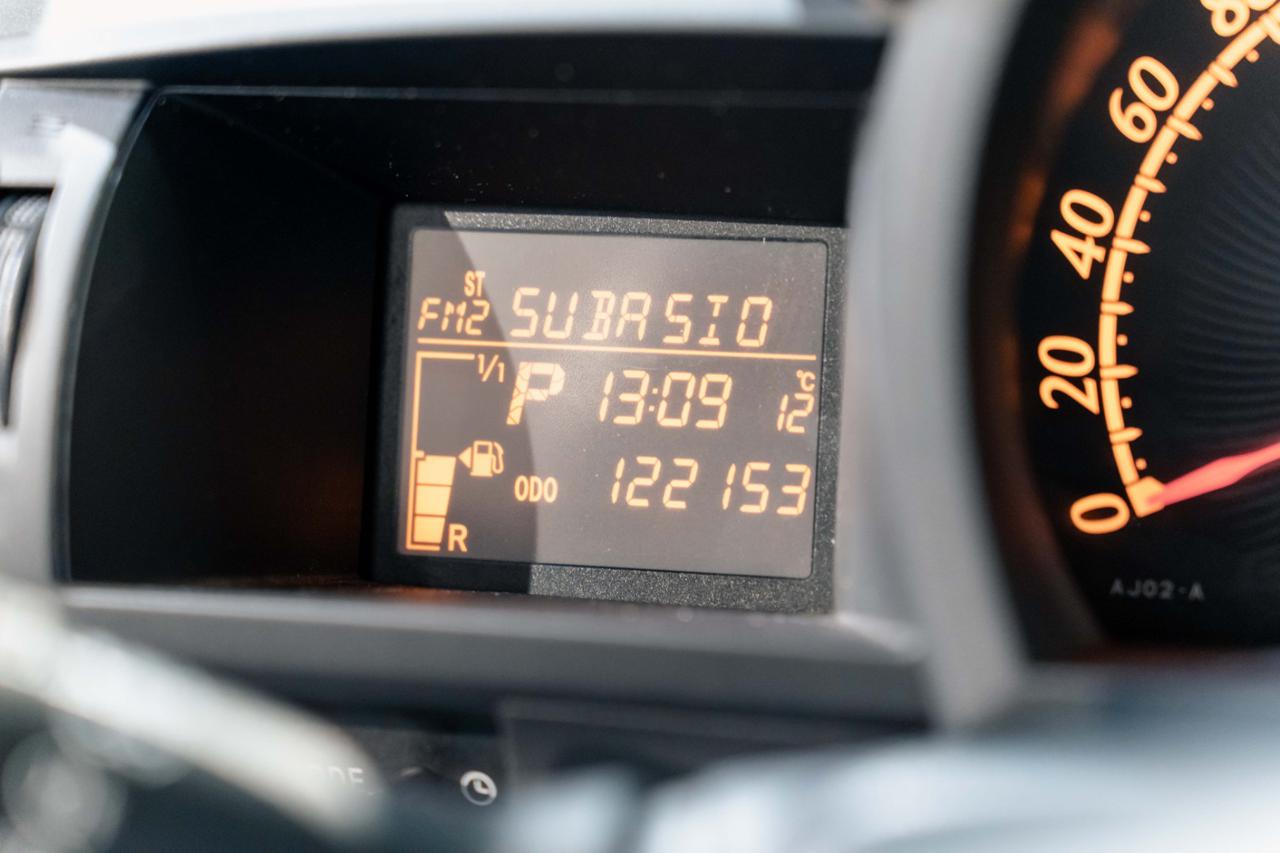 ST
FM2 SUBASIO
1/1 P 13:09 12 °C
ODO 122153
R
80
60
40
20
0
AJ02-A